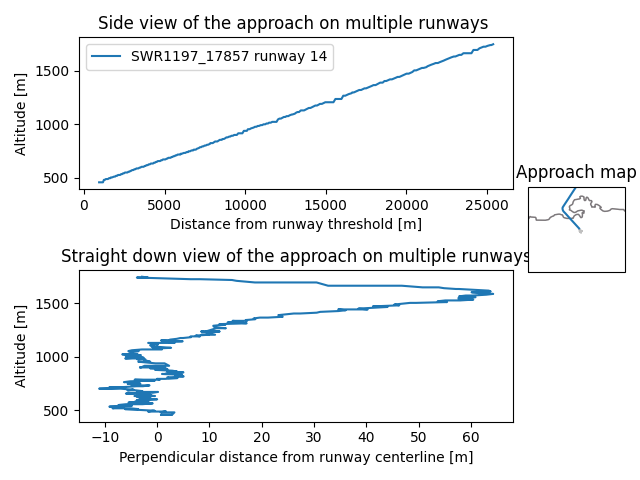 Side view of the approach on multiple runways
SWR1197_17857 runway 14
Altitude [m]
1500
1000
500
0 5000 10000 15000 20000 25000
Distance from runway threshold [m]
Approach map
Straight down view of the approach on multiple runways
Altitude [m]
1500
1000
500
−10 0 10 20 30 40 50 60
Perpendicular distance from runway centerline [m]